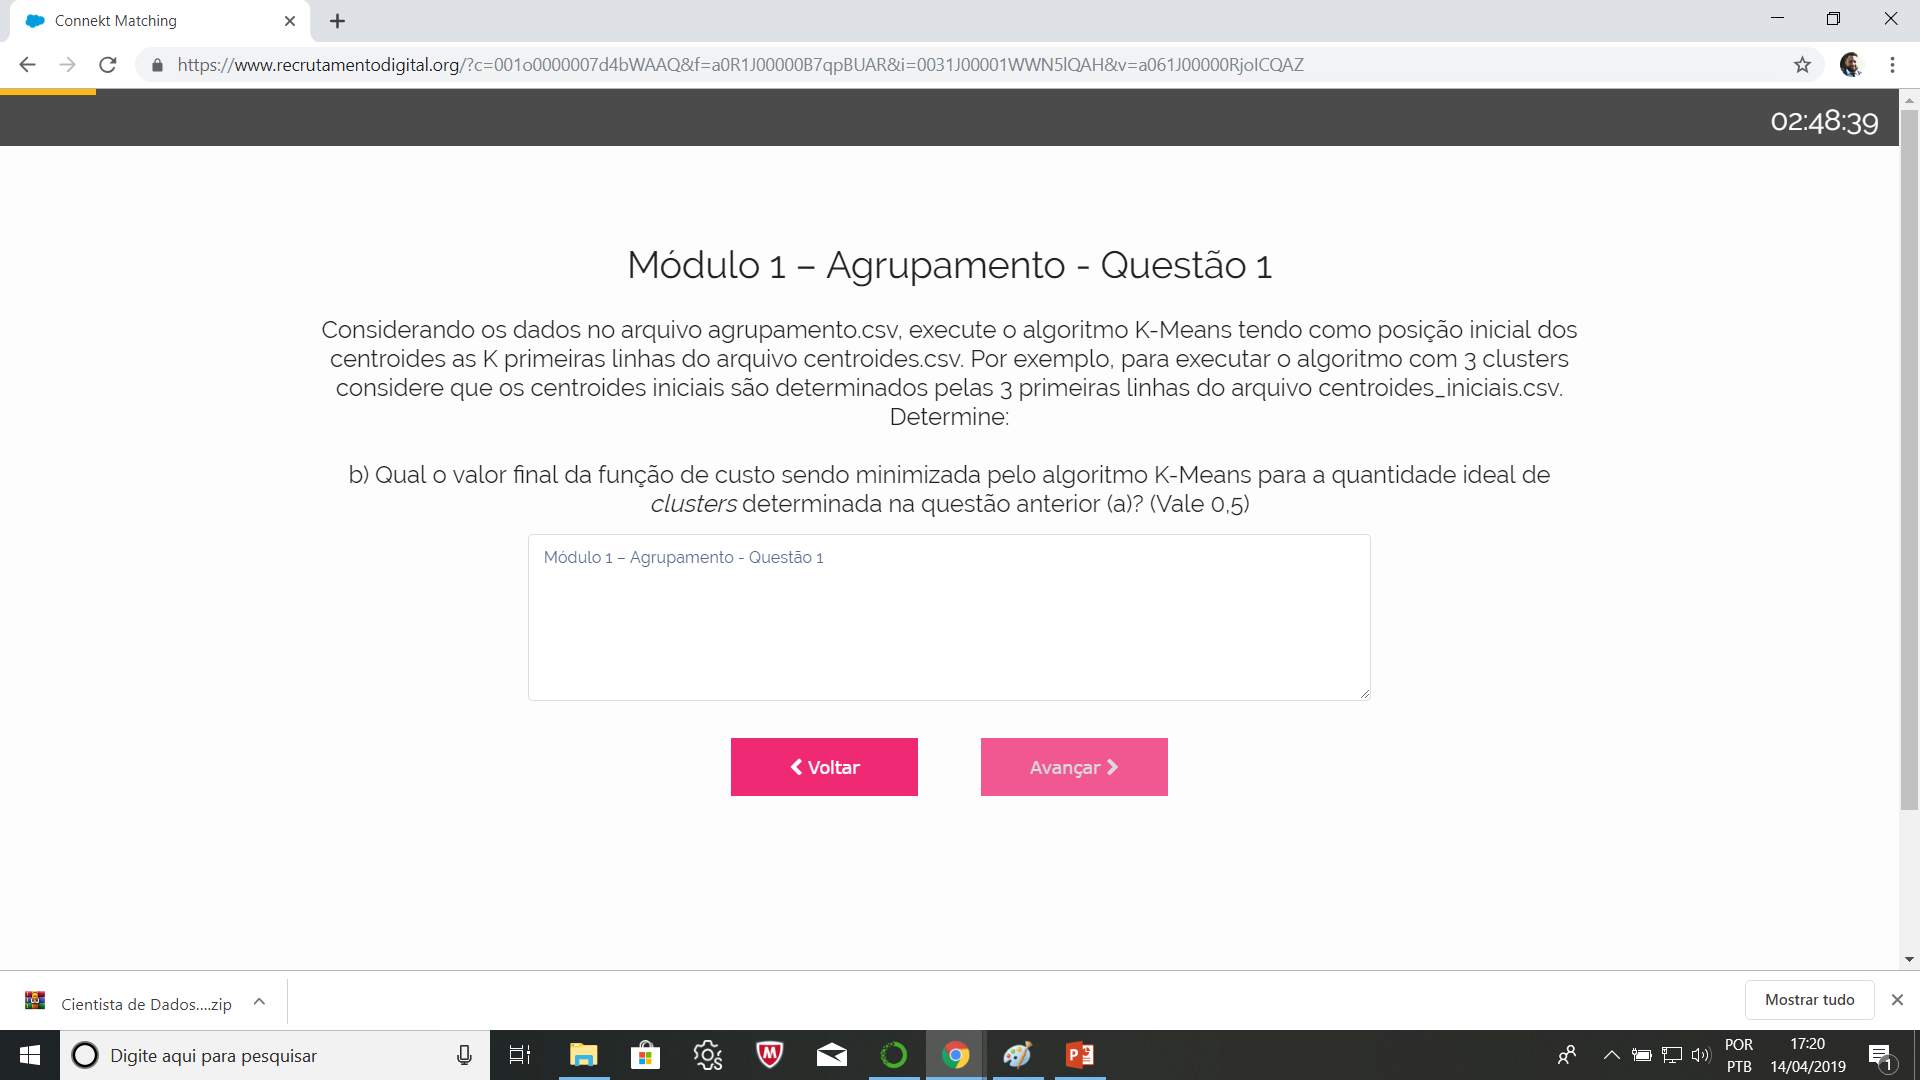 Connekt Matching
https://www.recrutamentodigital.org/?c=001o0000007d4bWAAQ&f=a0R1J00000B7qpBUAR&i=0031J00001WWN5lQAH&v=a061J00000RjoICQAZ
02:48:39
Módulo 1 – Agrupamento - Questão 1
Considerando os dados no arquivo agrupamento.csv, execute o algoritmo K-Means tendo como posição inicial dos
centroides as K primeiras linhas do arquivo centroides.csv. Por exemplo, para executar o algoritmo com 3 clusters
considere que os centroides iniciais são determinados pelas 3 primeiras linhas do arquivo centroides_iniciais.csv.
Determine:
b) Qual o valor final da função de custo sendo minimizada pelo algoritmo K-Means para a quantidade ideal de
clusters determinada na questão anterior (a)? (Vale 0,5)
Módulo 1 – Agrupamento - Questão 1
Voltar
Avançar
Cientista de Dados....zip
Mostrar tudo
Digite aqui para pesquisar
POR
PTB
17:20
14/04/2019
1